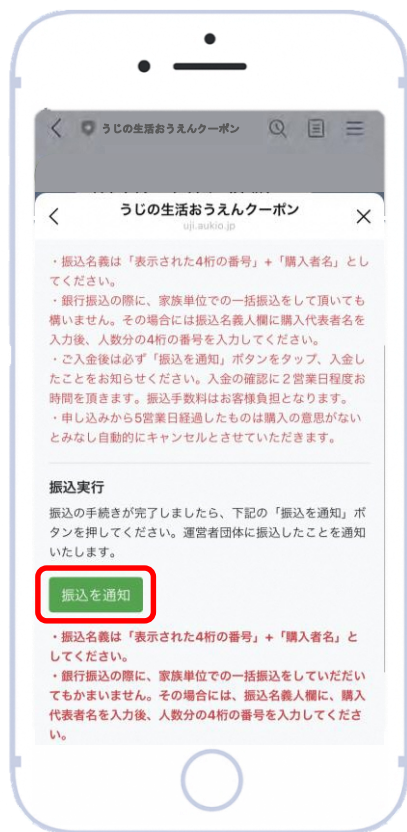 うじの生活おうえんクーポン
うじの生活おうえんクーポン
uji.aukio.jp
・振込名義は「表示された4桁の番号」+「購入者名」とし
てください。
・銀行振込の際に、家族単位での一括振込をして頂いても
構いません。その場合には振込名義人欄に購入代表者名を
入力後、人数分の4桁の番号を入力してください。
・ご入金後は必ず「振込を通知」ボタンをタップ、入金し
たことをお知らせください。入金の確認に２営業日程度お
時間を頂きます。振込手数料はお客様負担となります。
・申し込みから5営業日経過したものは購入の意思がない
とみなし自動的にキャンセルとさせていただきます。
振込実行
振込の手続きが完了しましたら、下記の「振込を通知」ボ
タンを押してください。運営者団体に振込したことを通知
いたします。
振込を通知
・振込名義は「表示された4桁の番号」+「購入者名」と
してください。
・銀行振込の際に、家族単位での一括振込をしていだだい
てもかまいません。その場合には、振込名義人欄に、購入
代表者名を入力後、人数分の4桁の番号を入力してくださ
い。